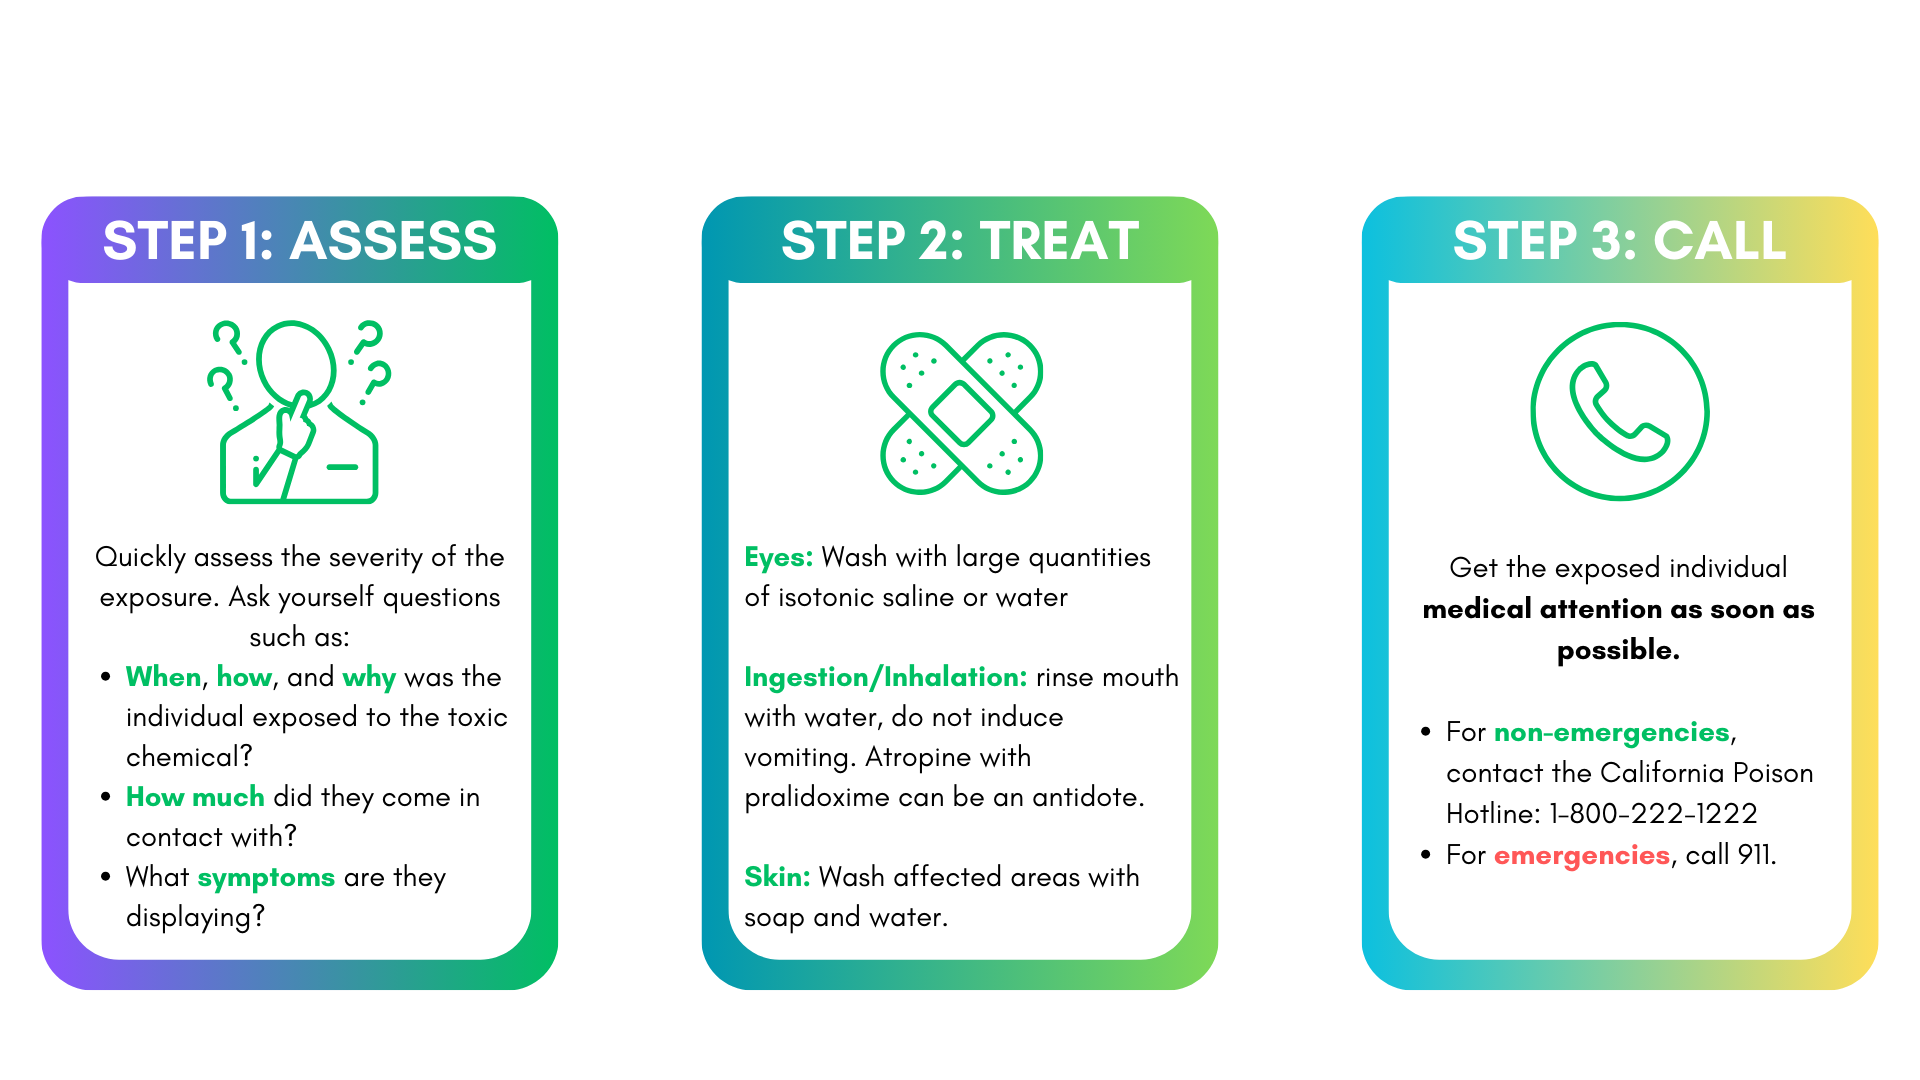 STEP 1: ASSESS
Quickly assess the severity of the
exposure. Ask yourself questions
such as:
• When, how, and why was the
individual exposed to the toxic
chemical?
• How much did they come in
contact with?
• What symptoms are they
displaying?
STEP 2: TREAT
Eyes: Wash with large quantities
of isotonic saline or water
Ingestion/Inhalation: rinse mouth
with water, do not induce
vomiting. Atropine with
pralidoxime can be an antidote.
Skin: Wash affected areas with
soap and water.
STEP 3: CALL
Get the exposed individual
medical attention as soon as
possible.
• For non-emergencies,
contact the California Poison
Hotline: 1-800-222-1222
• For emergencies, call 911.